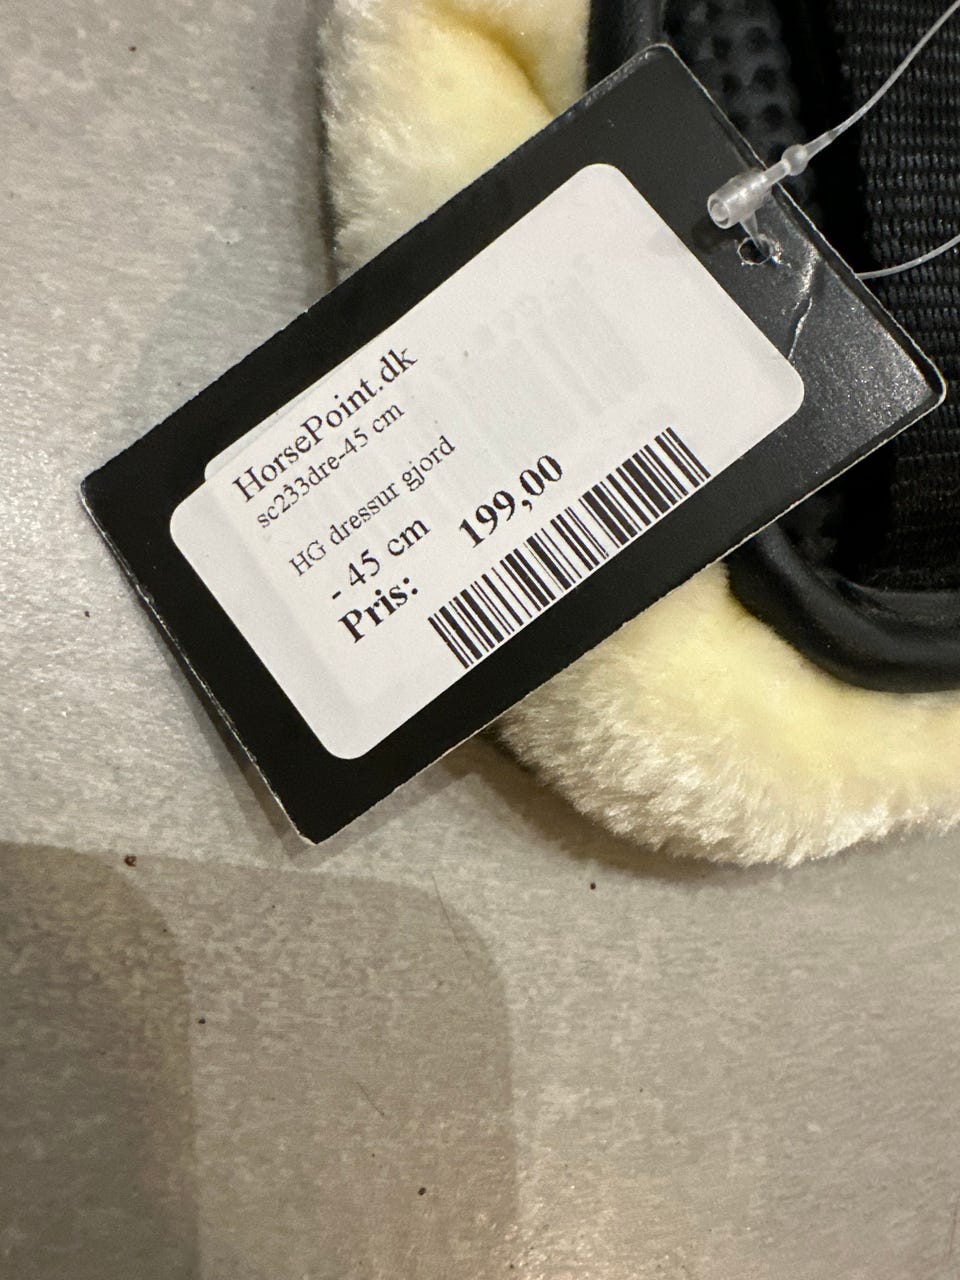 HorsePoint.dk
sc233dre-45 cm
HG dressur gjord
- 45 cm
Pris: 199,00